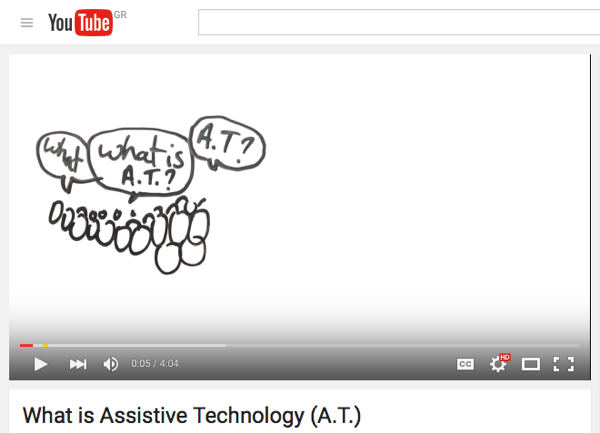 YouTube GR
What
What is
A.T.?
A.T?
0:05 / 4:04
CC
HD
What is Assistive Technology (A.T.)